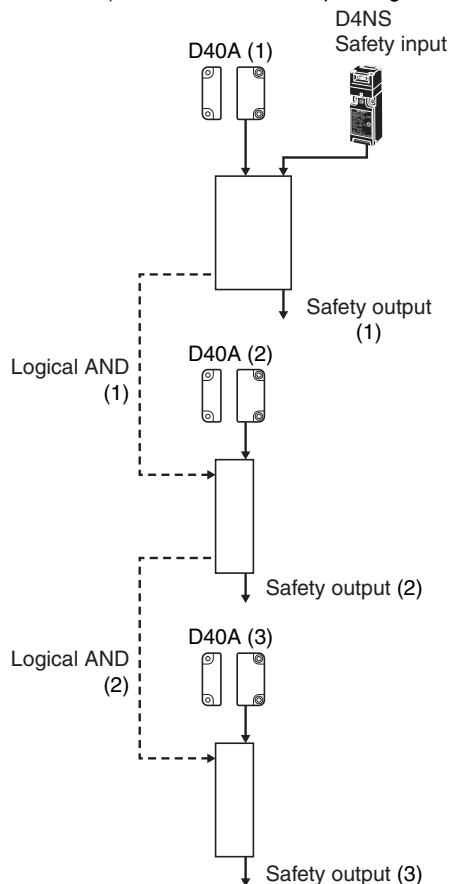 D4NS
Safety input
D40A (1)
Safety output
(1)
D40A (2)
Logical AND
(1)
Safety output (2)
D40A (3)
Logical AND
(2)
Safety output (3)